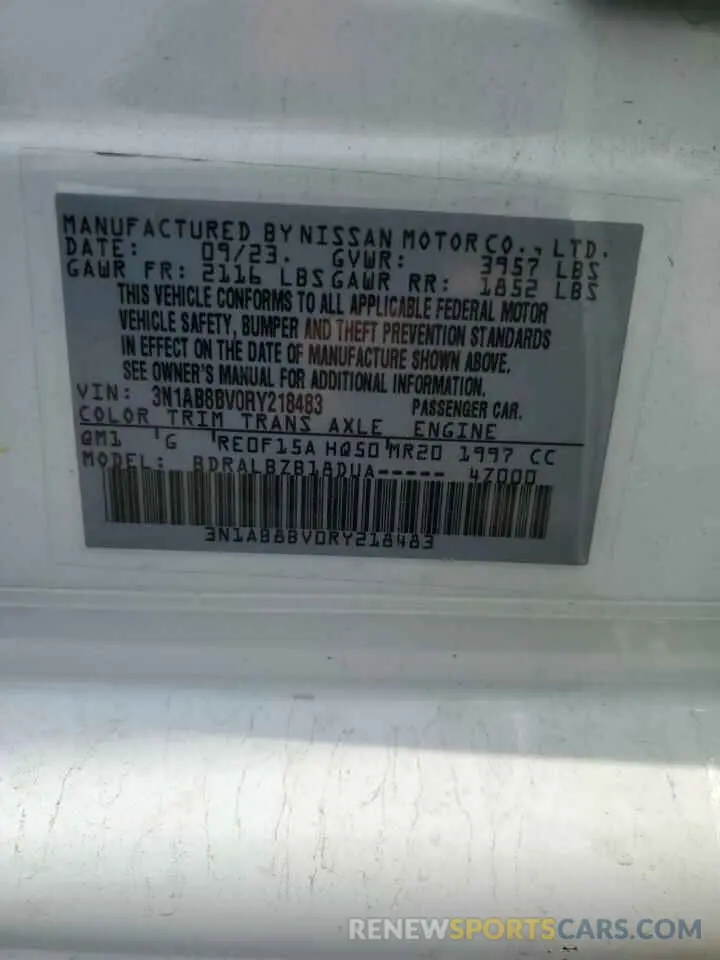 MANUFACTURED BY NISSAN MOTOR CO., LTD.
DATE: 09/23. GVWR: 3957 LBS
GAWR FR: 2116 LBS GAWR RR: 1852 LBS
THIS VEHICLE CONFORMS TO ALL APPLICABLE FEDERAL MOTOR
VEHICLE SAFETY, BUMPER AND THEFT PREVENTION STANDARDS
IN EFFECT ON THE DATE OF MANUFACTURE SHOWN ABOVE.
SEE OWNER'S MANUAL FOR ADDITIONAL INFORMATION.
VIN: 3N1AB8BV0RY218483 PASSENGER CAR.
COLOR TRIM TRANS AXLE ENGINE
QM1 G RE0F15A HQ50 MR20 1997 CC
MODEL: BDRALBZB18DUA----- 47000
3N1AB8BV0RY218483
RENEWSPORTSCARS.COM